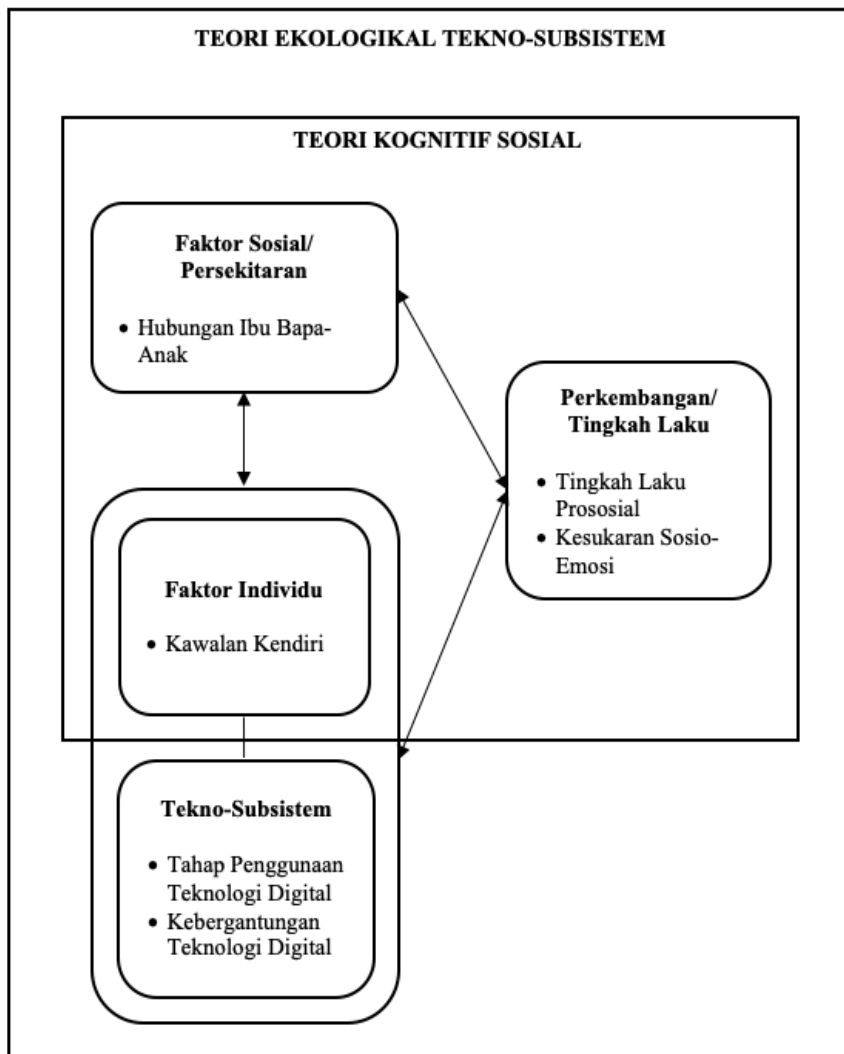 TEORI EKOLOGIKAL TEKNO-SUBSISTEM
TEORI KOGNITIF SOSIAL
Faktor Sosial/
Persekitaran
• Hubungan Ibu Bapa-
Anak
Perkembangan/
Tingkah Laku
• Tingkah Laku
Prososial
• Kesukaran Sosio-
Emosi
Faktor Individu
• Kawalan Kendiri
Tekno-Subsistem
• Tahap Penggunaan
Teknologi Digital
• Kebergantungan
Teknologi Digital